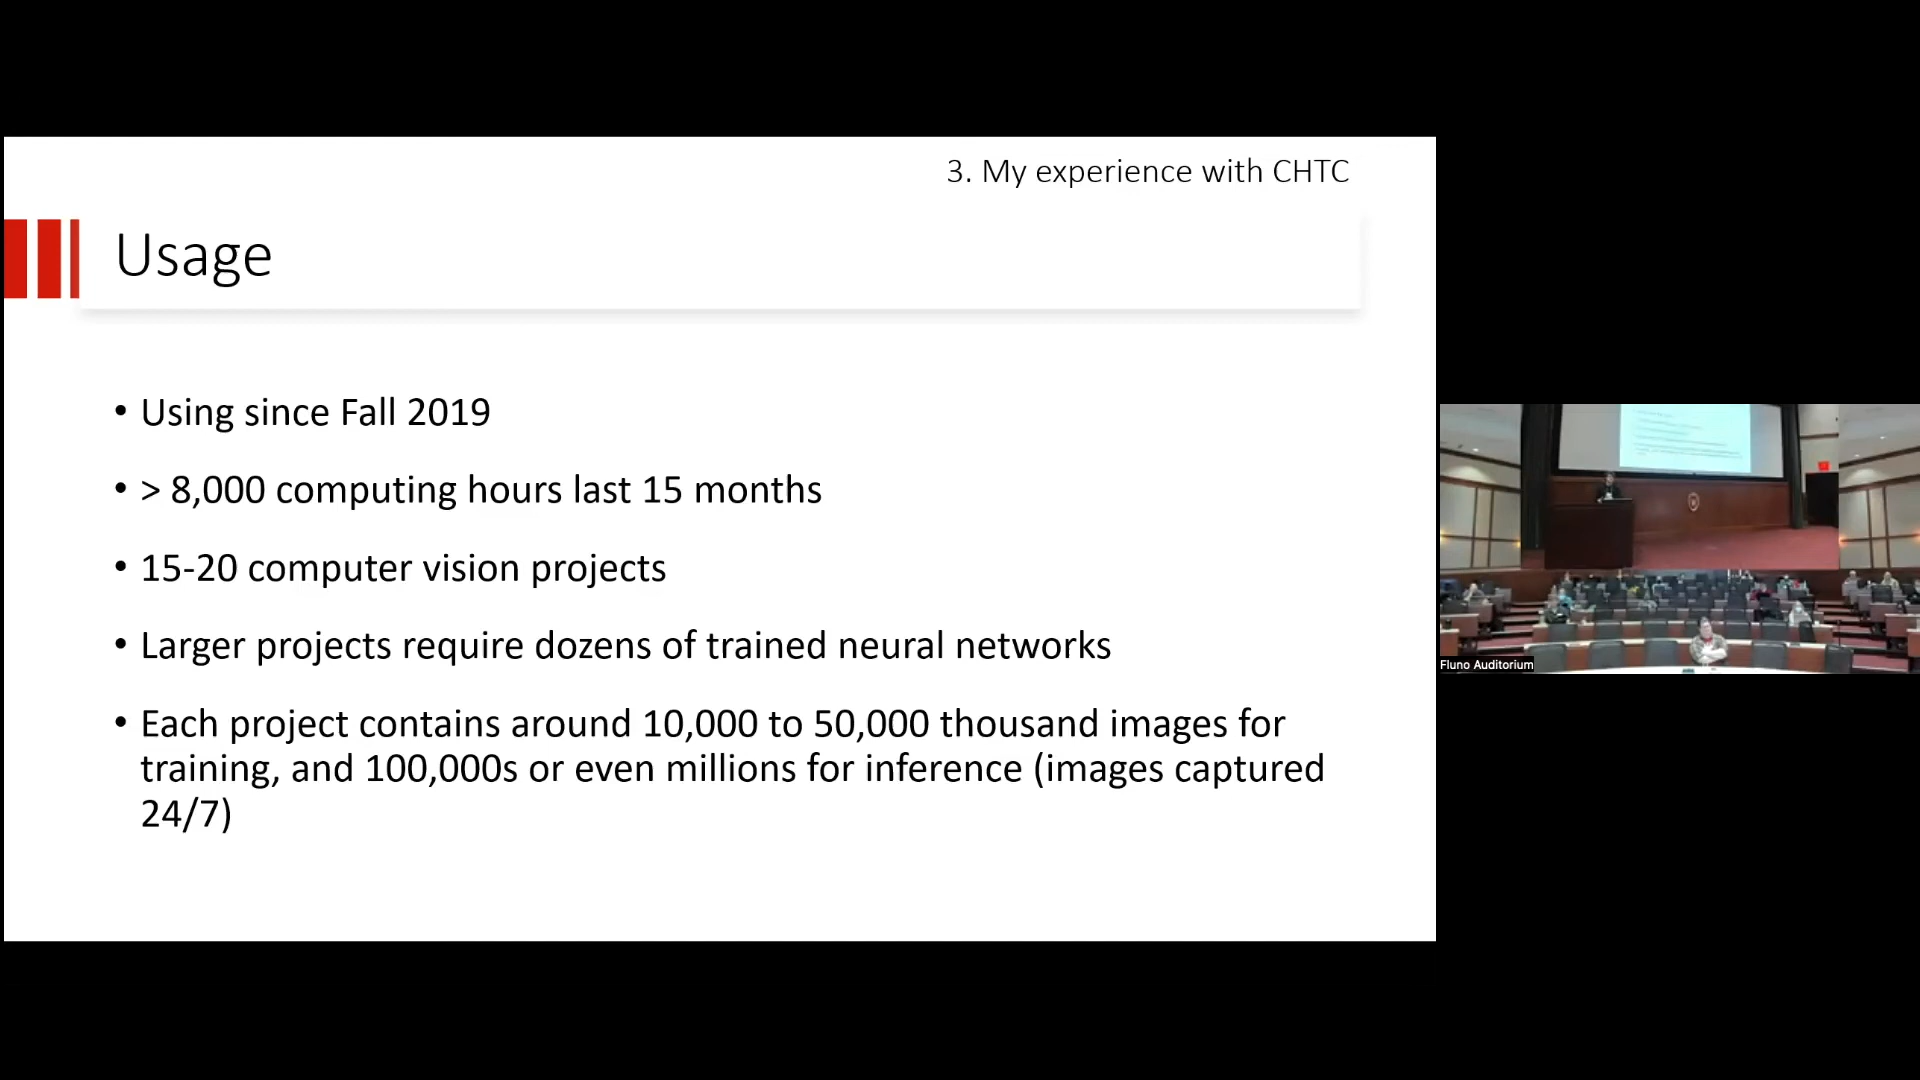 3. My experience with CHTC
Usage
• Using since Fall 2019
• > 8,000 computing hours last 15 months
• 15-20 computer vision projects
• Larger projects require dozens of trained neural networks
• Each project contains around 10,000 to 50,000 thousand images for
training, and 100,000s or even millions for inference (images captured
24/7)
Fluno Auditorium